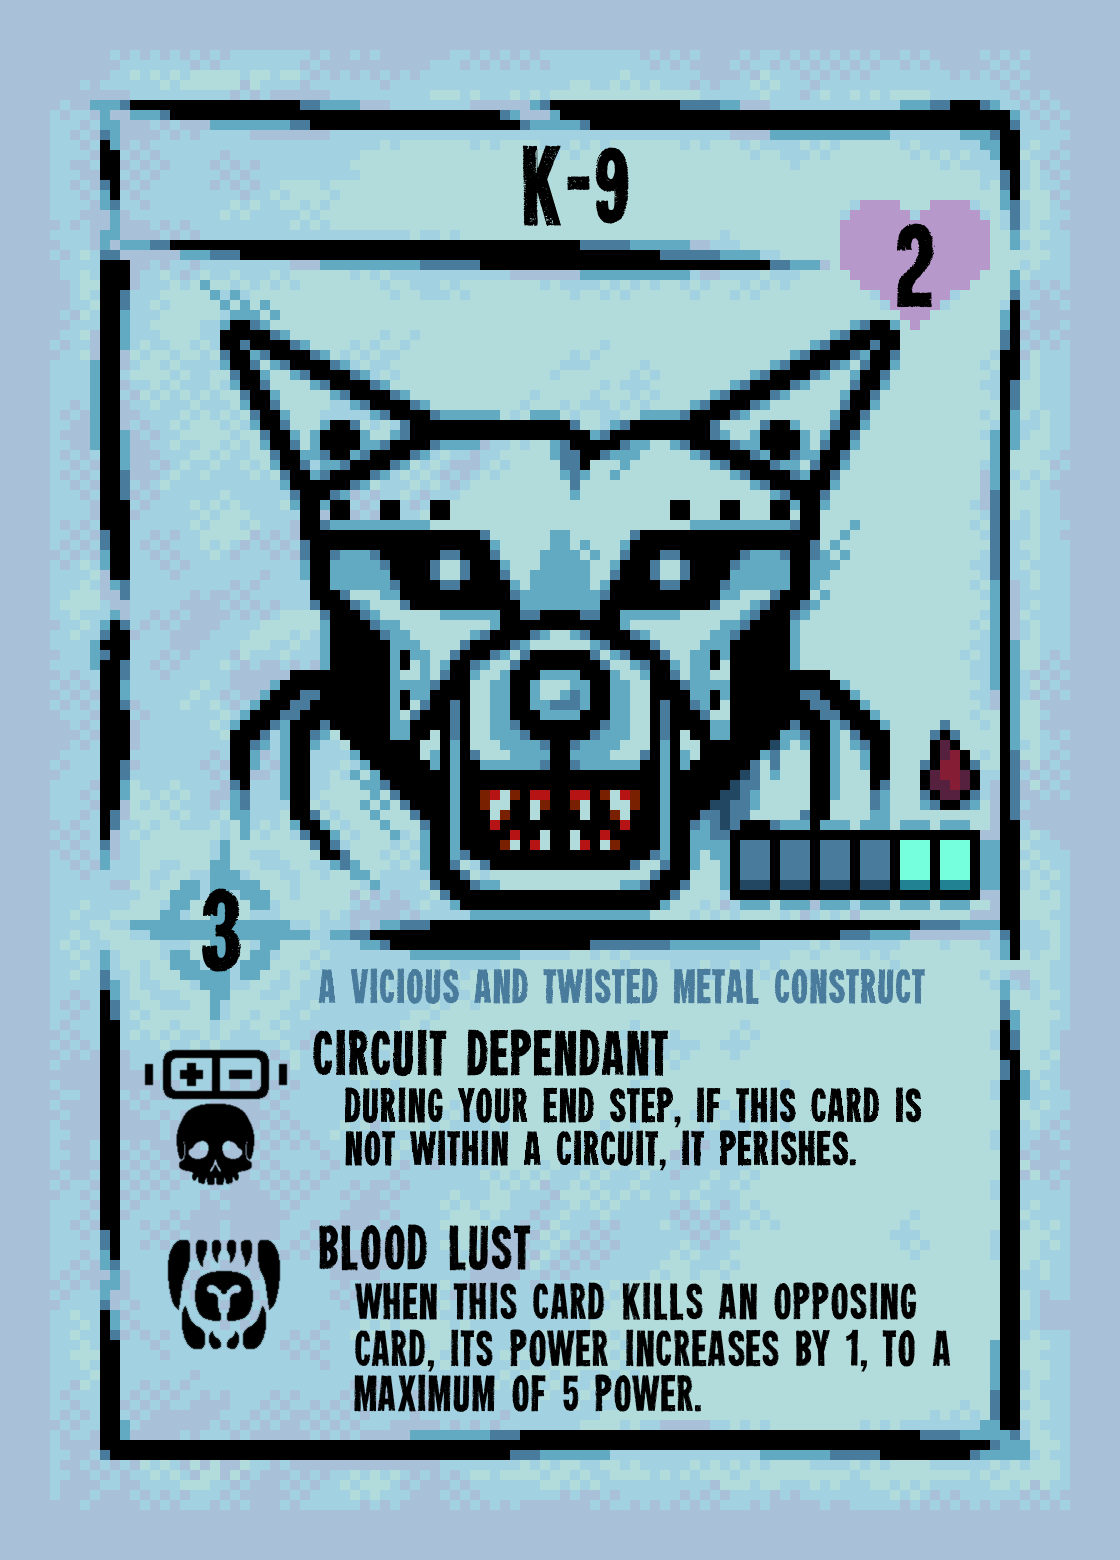 K-9
2
3
A VICIOUS AND TWISTED METAL CONSTRUCT
CIRCUIT DEPENDANT
DURING YOUR END STEP, IF THIS CARD IS
NOT WITHIN A CIRCUIT, IT PERISHES.
BLOOD LUST
WHEN THIS CARD KILLS AN OPPOSING
CARD, ITS POWER INCREASES BY 1, TO A
MAXIMUM OF 5 POWER.